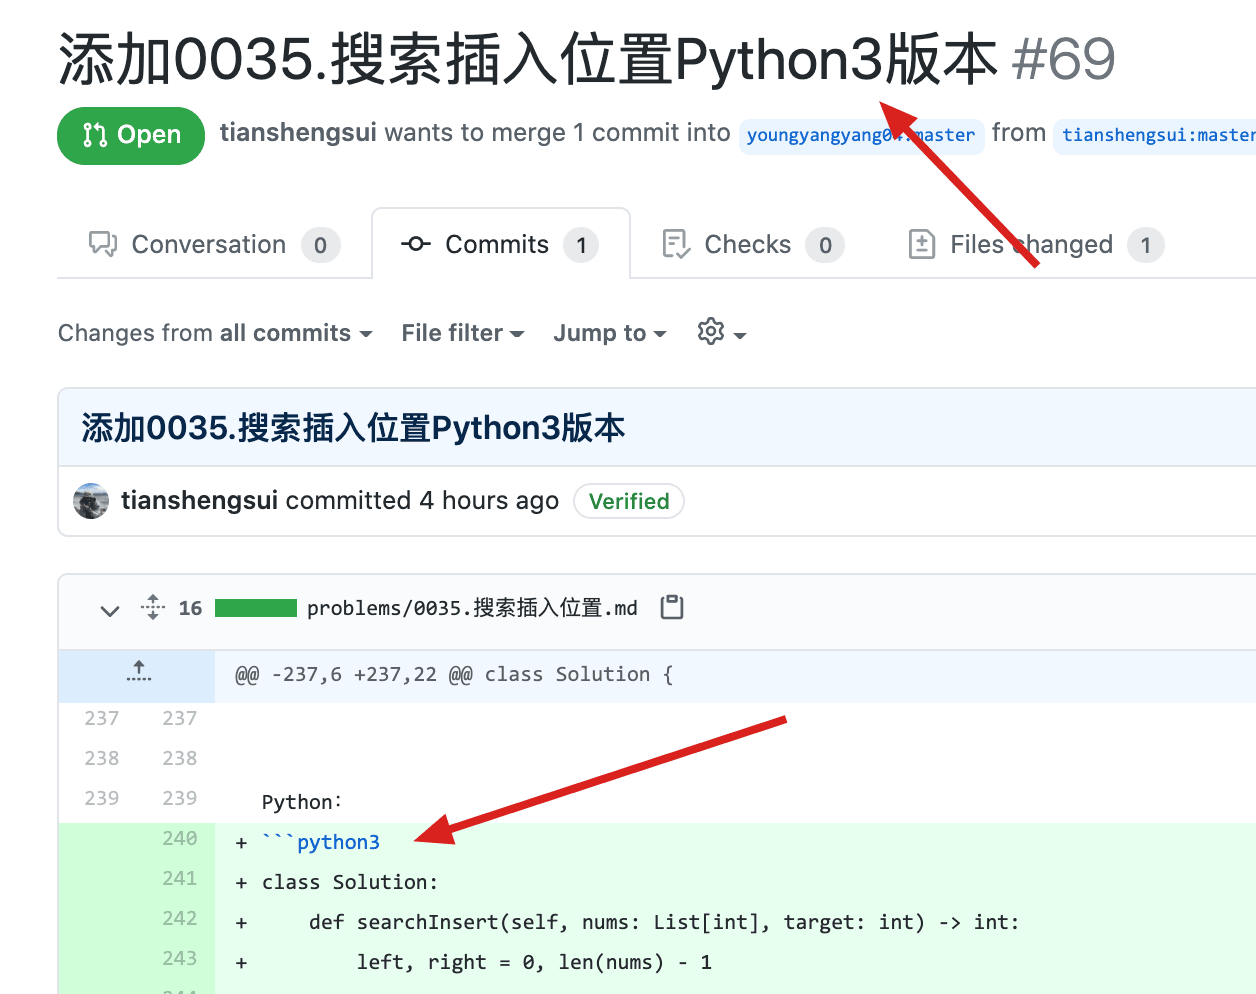 添加0035.搜索插入位置Python3版本 #69
Open tianshengsui wants to merge 1 commit into youngyangyang04:master from tianshengsui:master
Conversation 0 Commits 1 Checks 0 Files changed 1
Changes from all commits File filter Jump to
添加0035.搜索插入位置Python3版本
tianshengsui committed 4 hours ago Verified
16 problems/0035.搜索插入位置.md
@@ -237,6 +237,22 @@ class Solution {
237 237
238 238
239 239 Python：
240 + ```python3
241 + class Solution:
242 + def searchInsert(self, nums: List[int], target: int) -> int:
243 + left, right = 0, len(nums) - 1